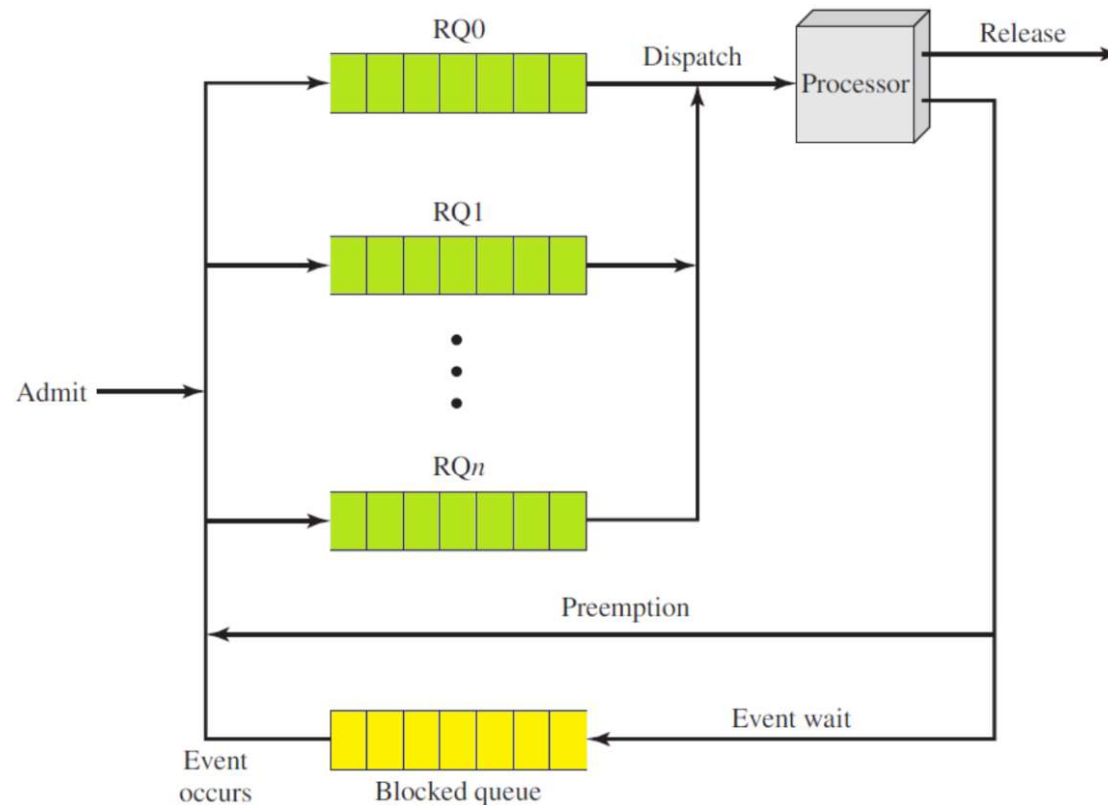 RQ0
Dispatch
Release
Processor
RQ1
Admit
RQn
Preemption
Event wait
Event
occurs
Blocked queue